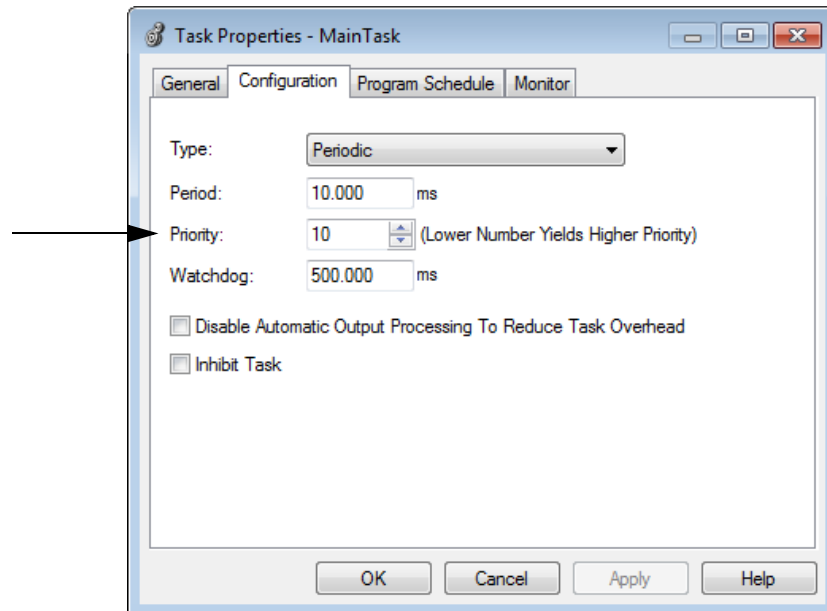 Task Properties - MainTask
General Configuration Program Schedule Monitor
Type: Periodic
Period: 10.000 ms
Priority: 10 (Lower Number Yields Higher Priority)
Watchdog: 500.000 ms
Disable Automatic Output Processing To Reduce Task Overhead
Inhibit Task
OK Cancel Apply Help